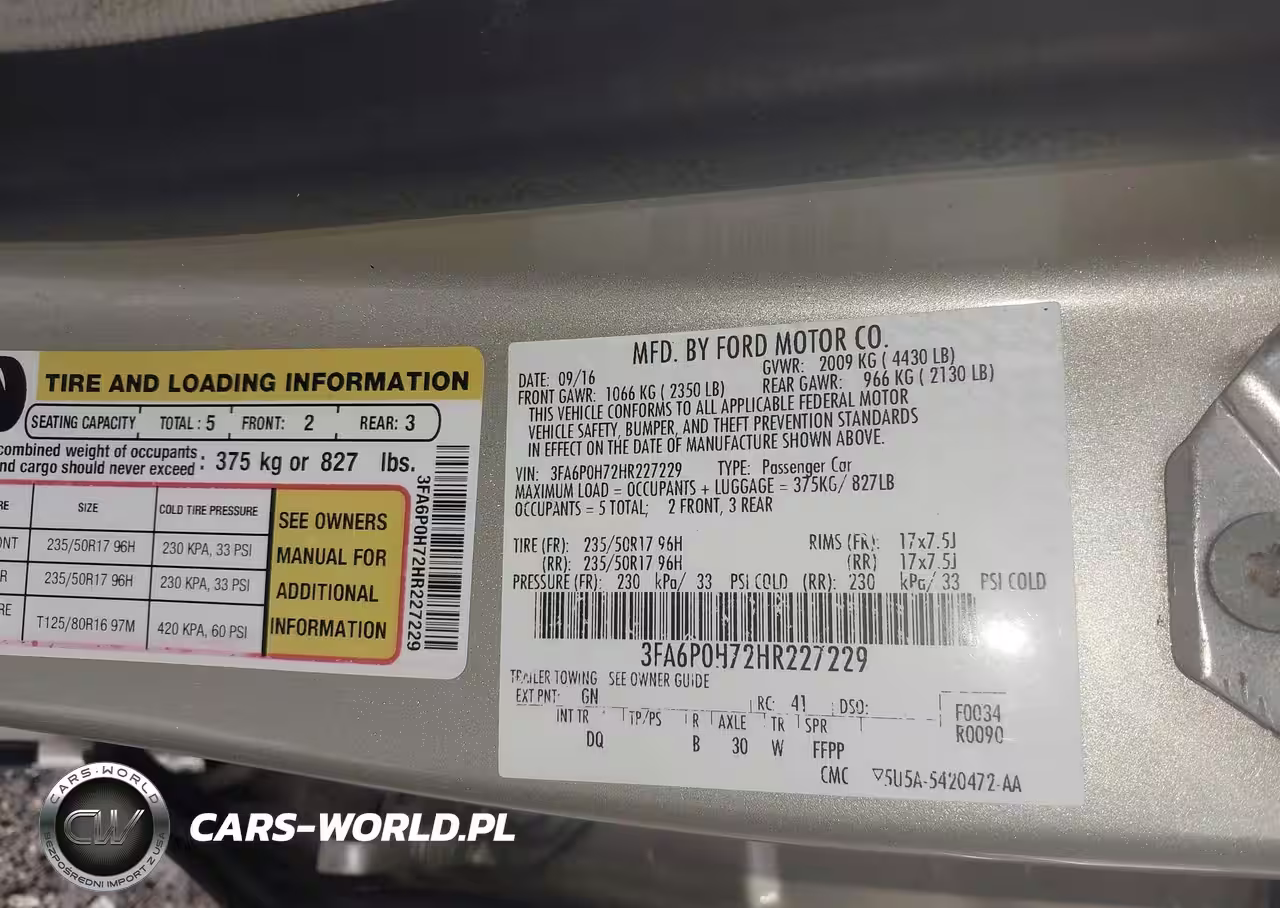 TIRE AND LOADING INFORMATION
SEATING CAPACITY TOTAL : 5 FRONT: 2 REAR: 3
combined weight of occupants
and cargo should never exceed : 375 kg or 827 lbs.
SIZE COLD TIRE PRESSURE
235/50R17 96H 230 KPA, 33 PSI
235/50R17 96H 230 KPA, 33 PSI
T125/80R16 97M 420 KPA, 60 PSI
SEE OWNERS
MANUAL FOR
ADDITIONAL
INFORMATION
3FA6P0H72HR227229
MFD. BY FORD MOTOR CO.
DATE: 09/16 GVWR: 2009 KG ( 4430 LB)
FRONT GAWR: 1066 KG ( 2350 LB) REAR GAWR: 966 KG ( 2130 LB)
THIS VEHICLE CONFORMS TO ALL APPLICABLE FEDERAL MOTOR
VEHICLE SAFETY, BUMPER, AND THEFT PREVENTION STANDARDS
IN EFFECT ON THE DATE OF MANUFACTURE SHOWN ABOVE.
VIN: 3FA6P0H72HR227229 TYPE: Passenger Car
MAXIMUM LOAD = OCCUPANTS + LUGGAGE = 375KG/ 827LB
OCCUPANTS = 5 TOTAL; 2 FRONT, 3 REAR
TIRE (FR): 235/50R17 96H RIMS (FR): 17x7.5J
(RR): 235/50R17 96H (RR) 17x7.5J
PRESSURE (FR): 230 kPa/ 33 PSI COLD (RR): 230 kPa/ 33 PSI COLD
3FA6P0H72HR227229
TRAILER TOWING SEE OWNER GUIDE
EXT PNT: GN RC: 41 DSO:
INT TR TP/PS R AXLE TR SPR
DQ B 30 W FFPP
F0034
R0090
CMC ▽5U5A-5420472-AA
CARS-WORLD
CW
BEZPOŚREDNI IMPORT Z USA
CARS-WORLD.PL